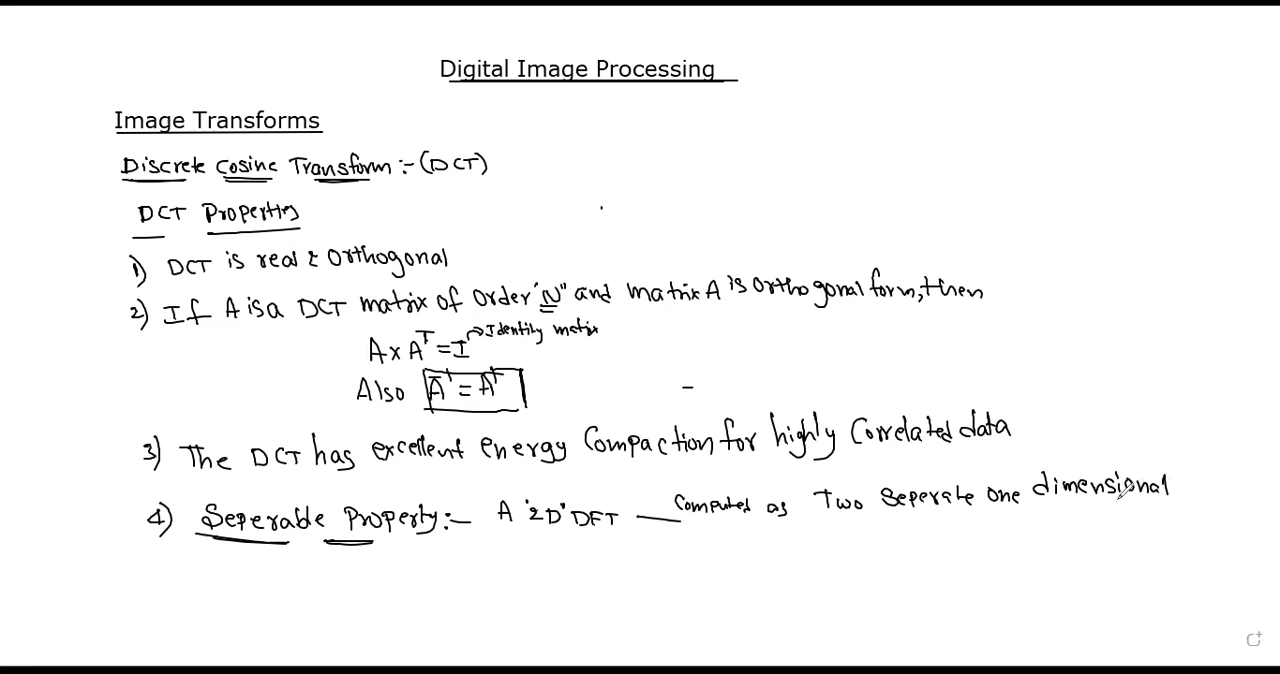 Digital Image Processing
Image Transforms
Discrete Cosine Transform :- (DCT)
DCT Properties
1) DCT is real & Orthogonal
2) If A is a DCT matrix of Order "N" and matrix A is Orthogonal form, then
A x Aᵀ = I → Identity matrix
Also A⁻¹ = Aᵀ
3) The DCT has excellent energy Compaction for highly Correlated data
4) Seperable Property :- A '2D' DFT — Computed as Two Seperate One dimensional